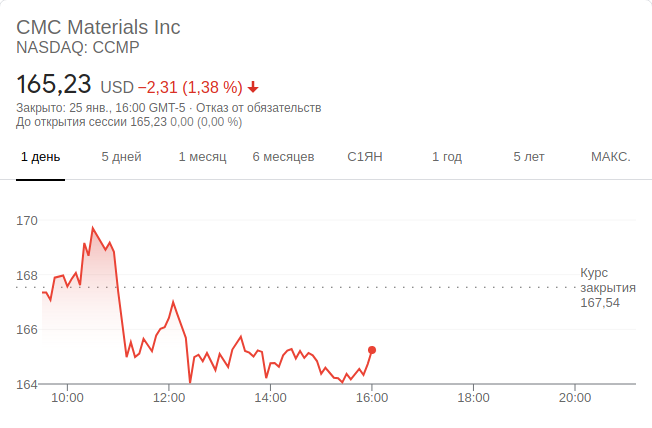 CMC Materials Inc
NASDAQ: CCMP
165,23 USD −2,31 (1,38 %)
Закрыто: 25 янв., 16:00 GMT-5 · Отказ от обязательств
До открытия сессии 165,23 0,00 (0,00 %)
1 день 5 дней 1 месяц 6 месяцев С1ЯН 1 год 5 лет МАКС.
170
168
166
164
Курс
закрытия
167,54
10:00 12:00 14:00 16:00 18:00 20:00